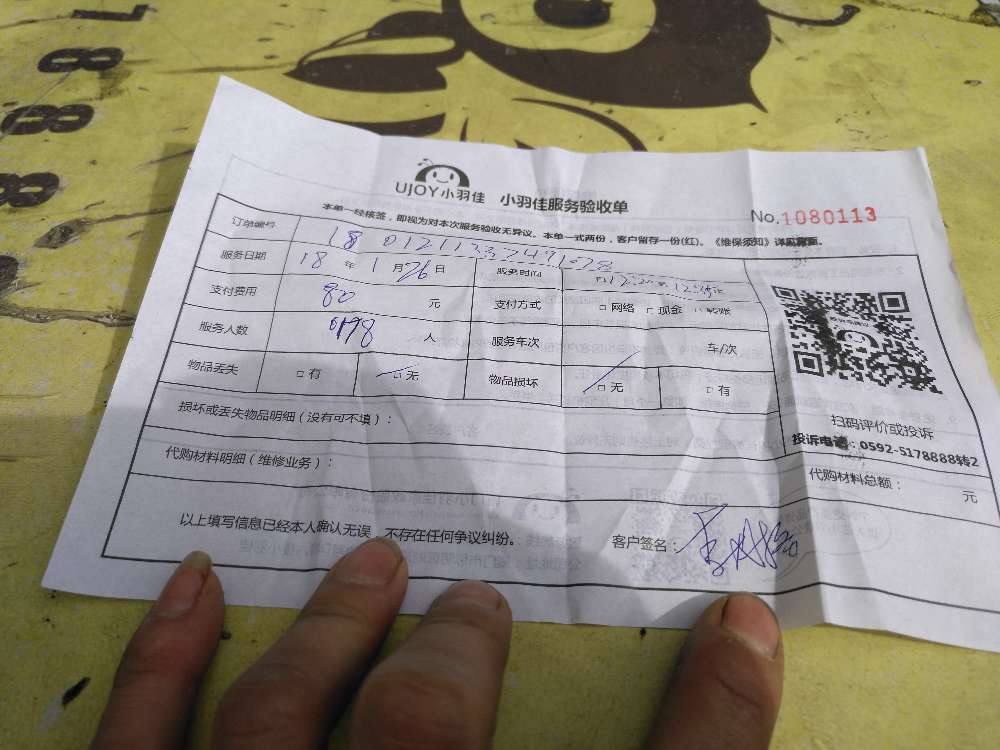 788
888
888
UJOY小羽佳 小羽佳服务验收单
No.1080113
本单一经核签,即视为对本次服务验收无异议。本单一式两份,客户留存一份(红)。《维保须知》详见背面。
订单编号
服务日期 18 年 1 月 26 日 服务时间
支付费用 80 元 支付方式 □网络 □现金 □转账
服务人数 人 服务车次 车/次
物品丢失 □有 □无 物品损坏 □无 □有
扫码评价或投诉
投诉电话:0592-5178888转2
损坏或丢失物品明细(没有可不填):
代购材料明细(维修业务): 代购材料总额: 元
以上填写信息已经本人确认无误,不存在任何争议纠纷。 客户签名: